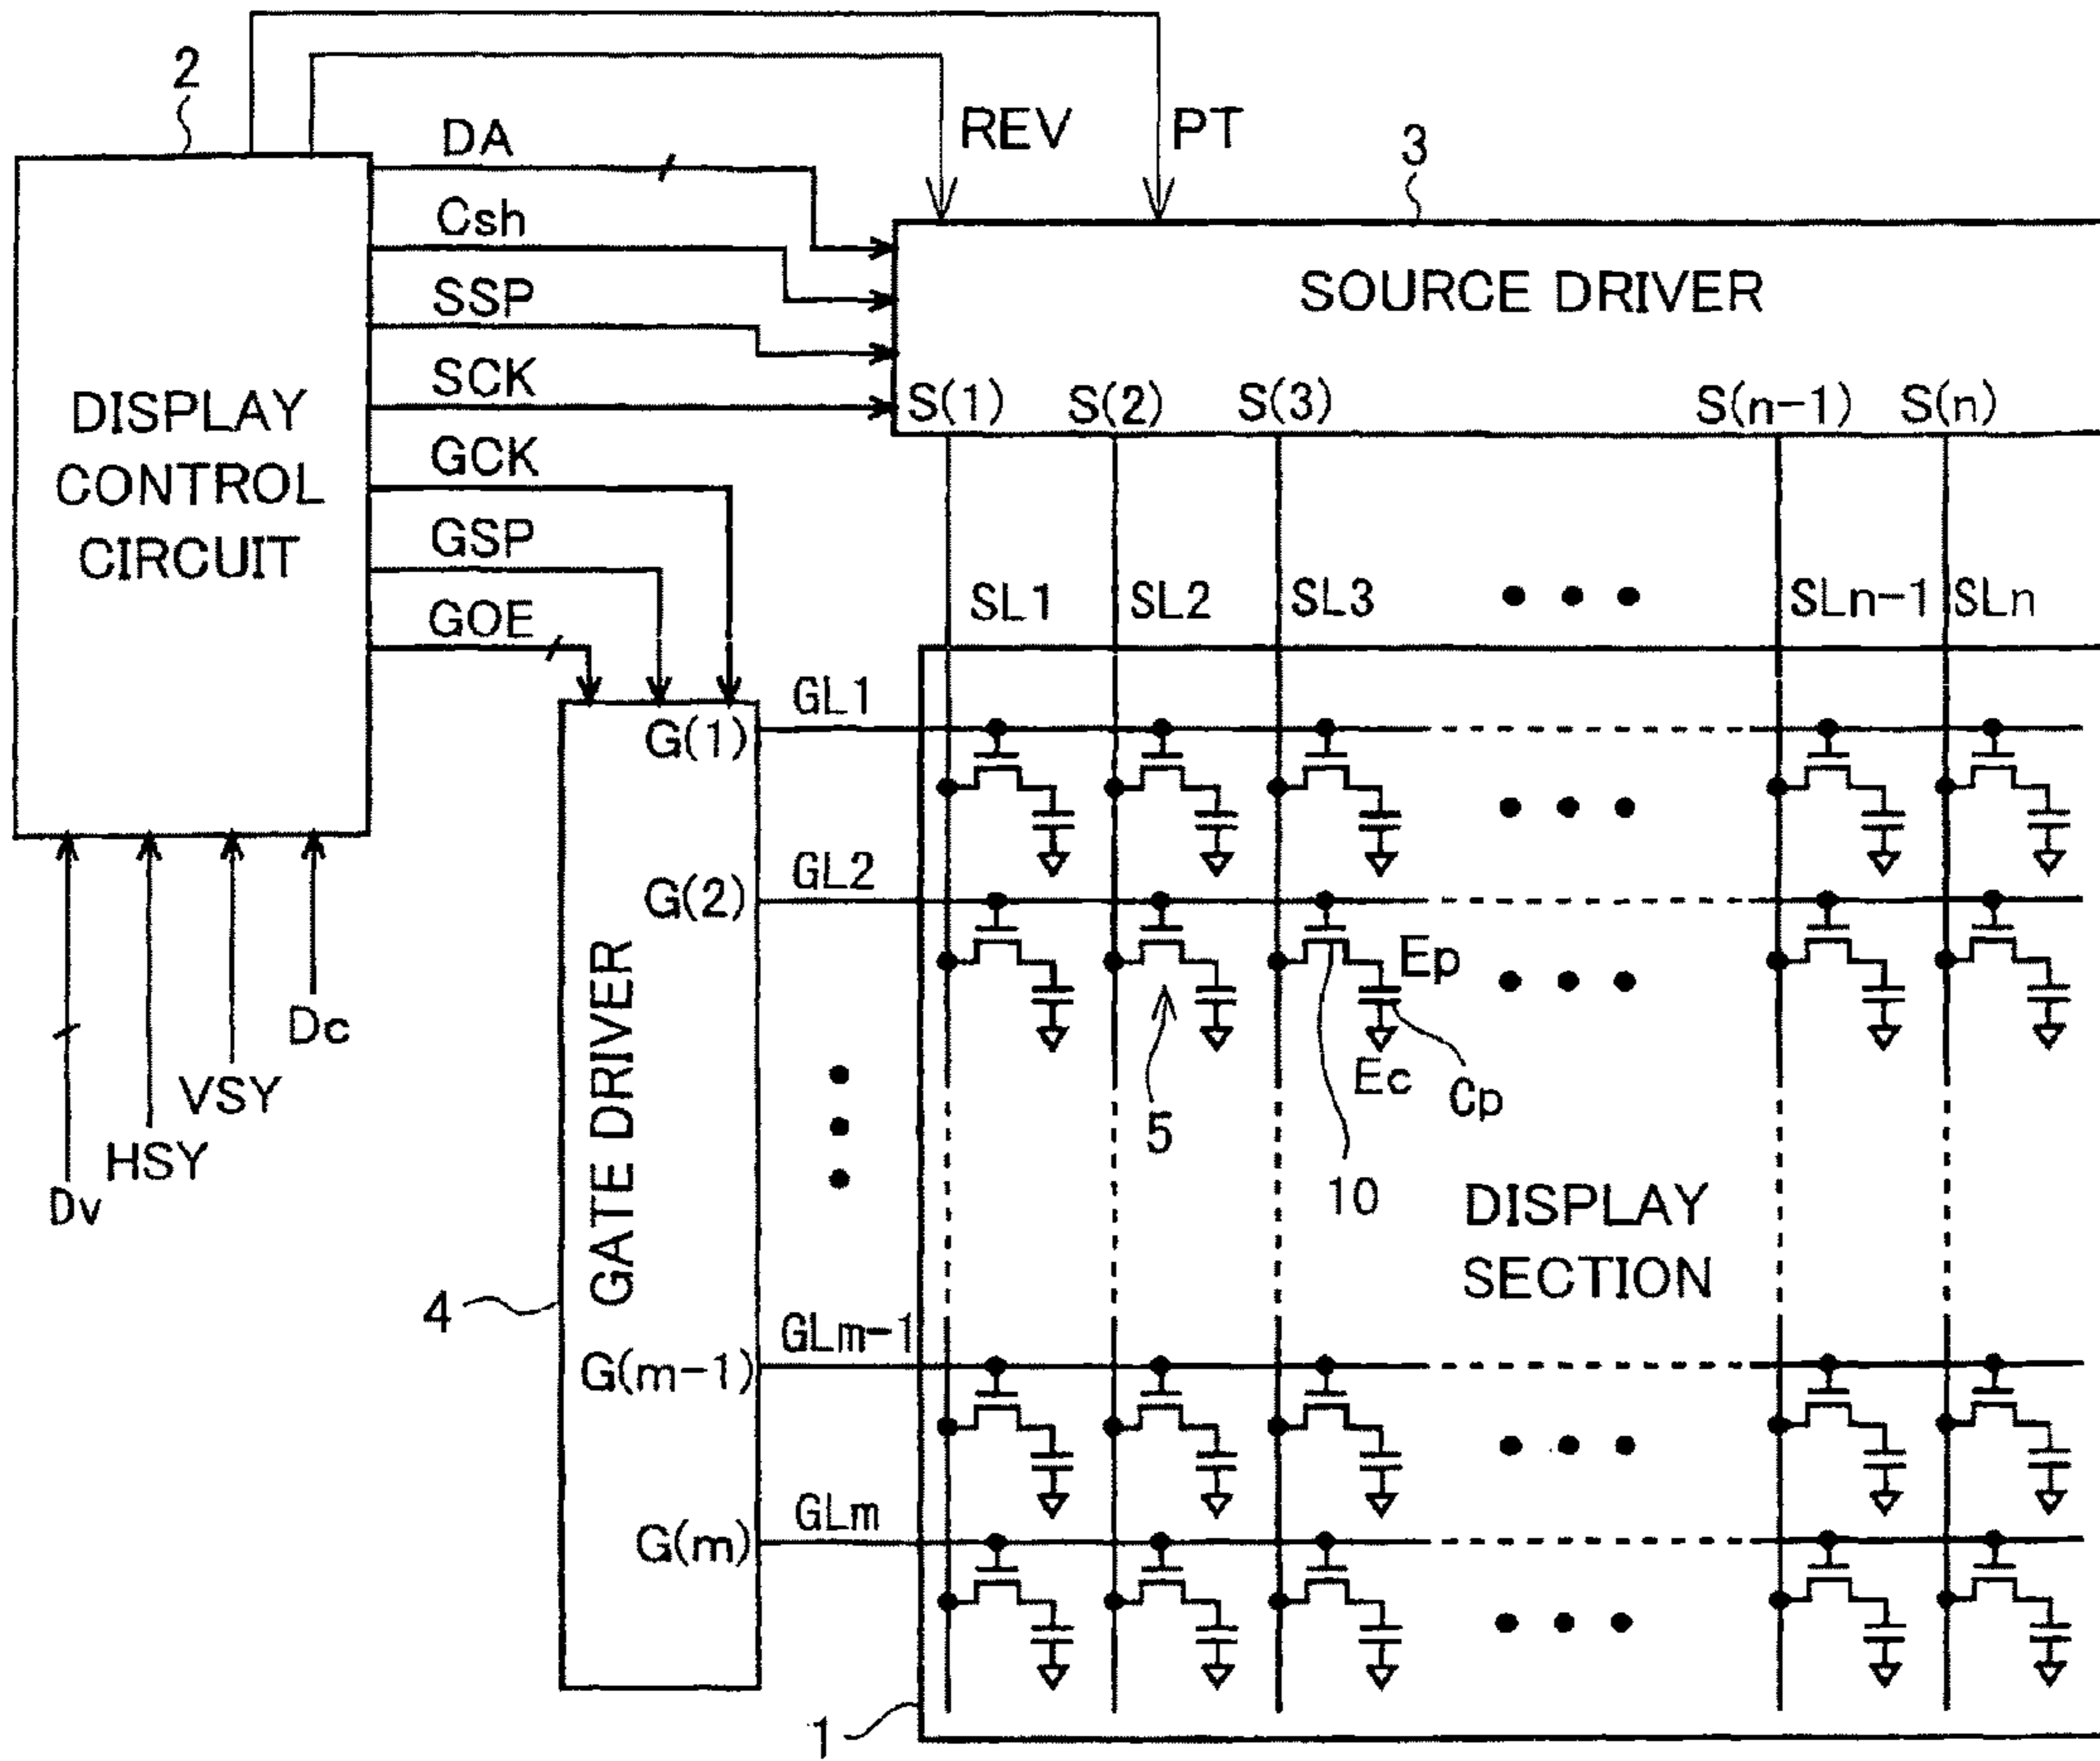 2
DA
REV
PT
3
Csh
SSP
SOURCE DRIVER
SCK
S(1)
S(2)
S(3)
S(n-1)
S(n)
DISPLAY
CONTROL
CIRCUIT
GCK
GSP
GOE
SL1
SL2
SL3
SLn-1
SLn
G(1)
GL1
G(2)
GL2
Dv
HSY
VSY
Dc
GATE DRIVER
Ep
Ec
Cp
5
10
DISPLAY
SECTION
4
G(m-1)
GLm-1
G(m)
GLm
1